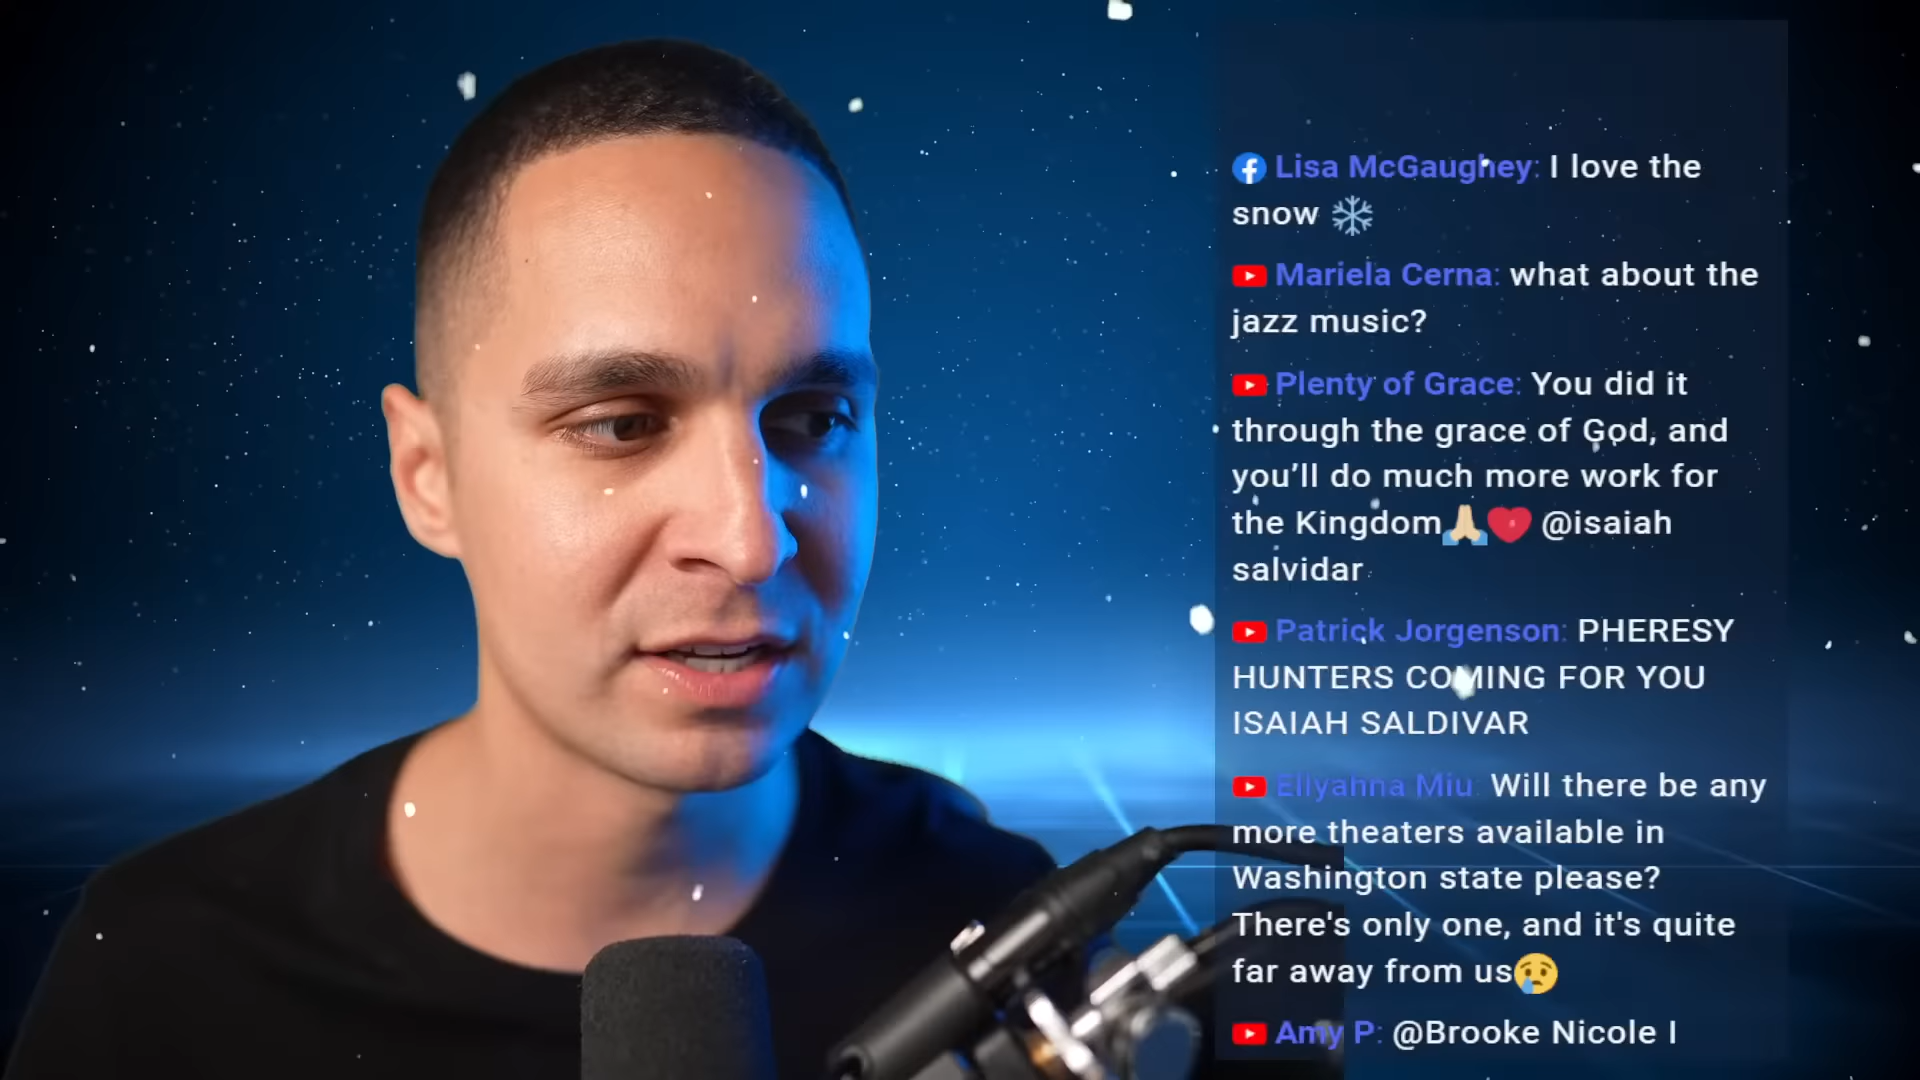 Lisa McGaughey: I love the
snow ❄
Mariela Cerna: what about the
jazz music?
Plenty of Grace: You did it
through the grace of God, and
you’ll do much more work for
the Kingdom🙏❤ @isaiah
salvidar
Patrick Jorgenson: PHERESY
HUNTERS COMING FOR YOU
ISAIAH SALDIVAR
Ellyahna Miu: Will there be any
more theaters available in
Washington state please?
There's only one, and it's quite
far away from us😢
Amy P: @Brooke Nicole I